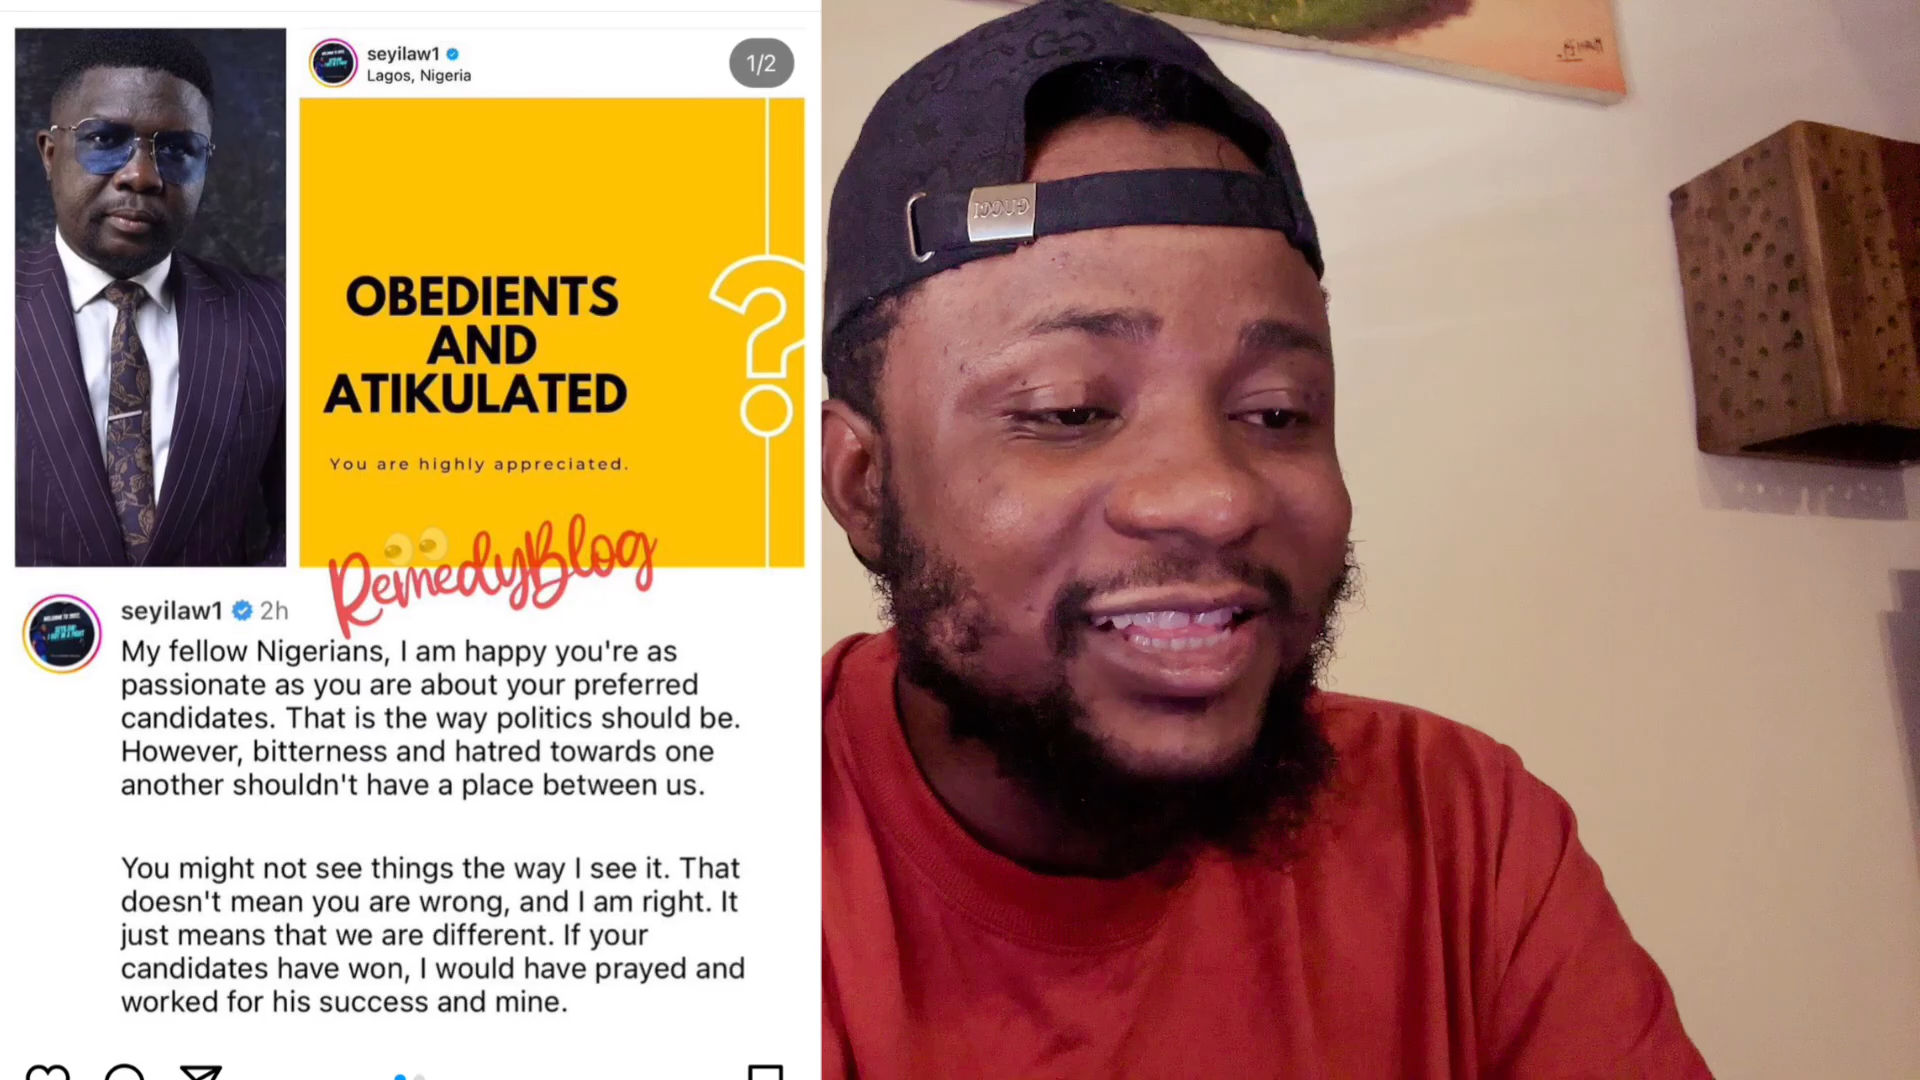 seyilaw1
Lagos, Nigeria
1/2
OBEDIENTS
AND
ATIKULATED
You are highly appreciated.
RemedyBlog
seyilaw1 2h
My fellow Nigerians, I am happy you're as
passionate as you are about your preferred
candidates. That is the way politics should be.
However, bitterness and hatred towards one
another shouldn't have a place between us.
You might not see things the way I see it. That
doesn't mean you are wrong, and I am right. It
just means that we are different. If your
candidates have won, I would have prayed and
worked for his success and mine.
GUCCI